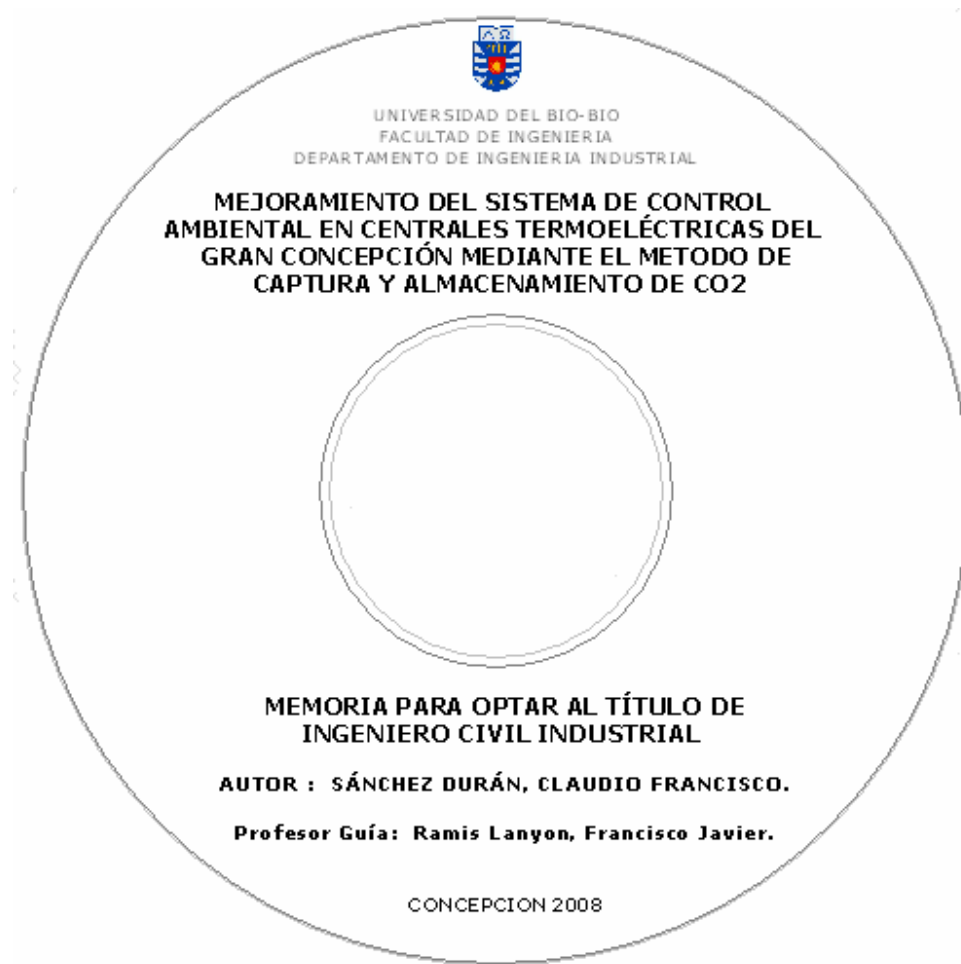 UNIVERSIDAD DEL BIO-BIO
FACULTAD DE INGENIERIA
DEPARTAMENTO DE INGENIERIA INDUSTRIAL
MEJORAMIENTO DEL SISTEMA DE CONTROL
AMBIENTAL EN CENTRALES TERMOELÉCTRICAS DEL
GRAN CONCEPCIÓN MEDIANTE EL METODO DE
CAPTURA Y ALMACENAMIENTO DE CO2
MEMORIA PARA OPTAR AL TÍTULO DE
INGENIERO CIVIL INDUSTRIAL
AUTOR : SÁNCHEZ DURÁN, CLAUDIO FRANCISCO.
Profesor Guía: Ramis Lanyon, Francisco Javier.
CONCEPCION 2008